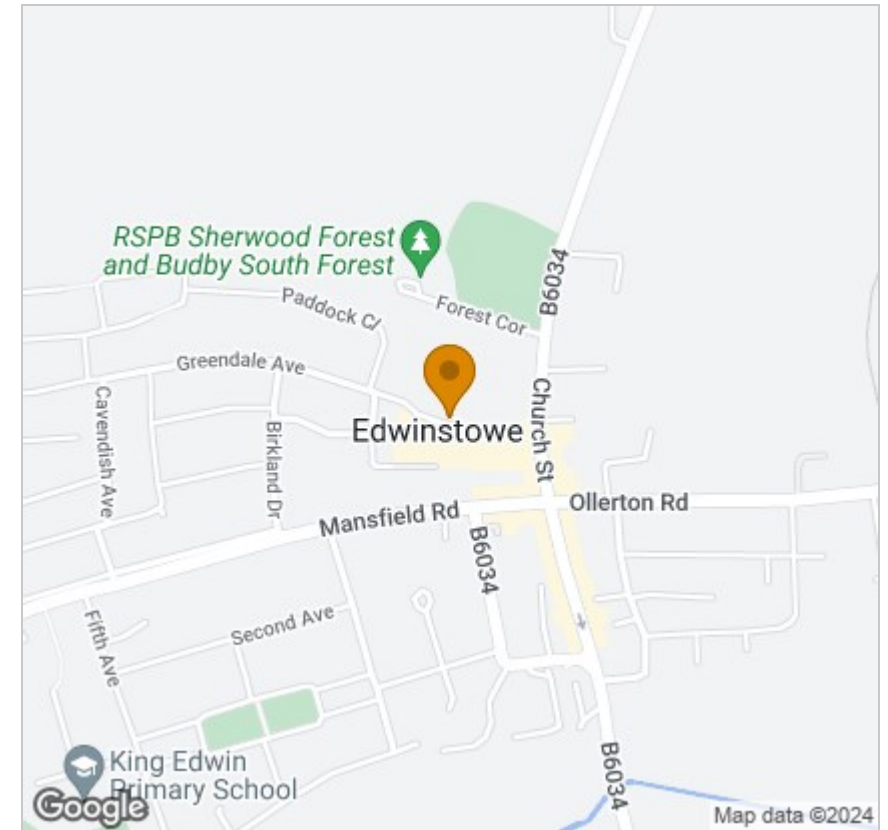 RSPB Sherwood Forest
and Budby South Forest
B6034
Paddock Cl
Forest Cor
Greendale Ave
Church St
Cavendish Ave
Birkland Dr
Edwinstowe
Mansfield Rd
Ollerton Rd
B6034
Second Ave
Fifth Ave
King Edwin
Primary School
B6034
Google
Map data ©2024